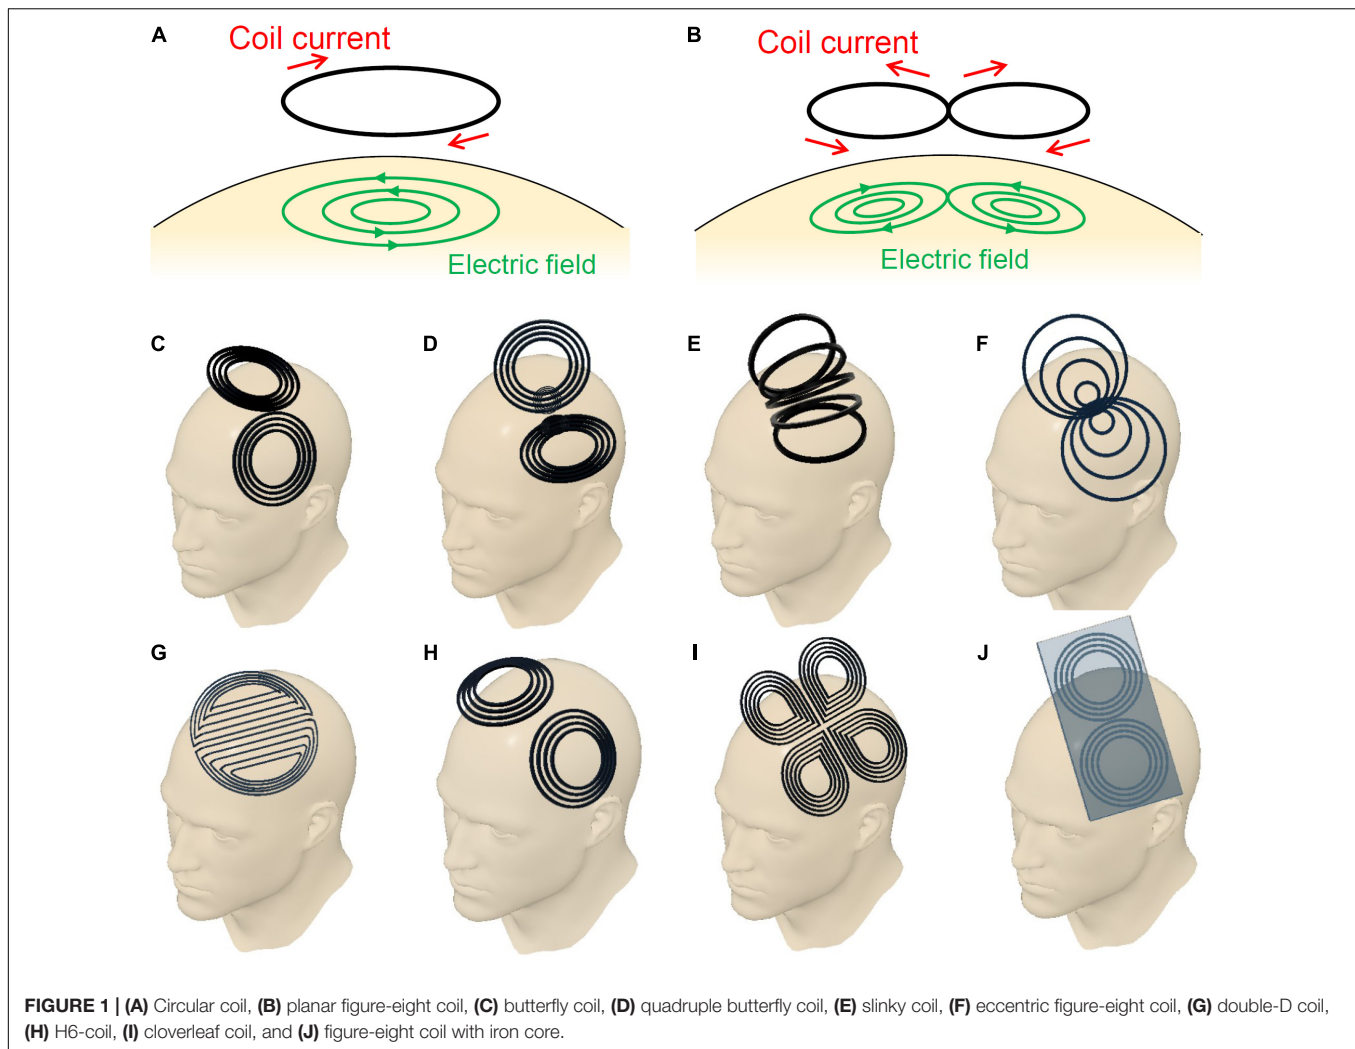 A
Coil current
Electric field
B
Coil current
Electric field
C
D
E
F
G
H
I
J
FIGURE 1 | (A) Circular coil, (B) planar figure-eight coil, (C) butterfly coil, (D) quadruple butterfly coil, (E) slinky coil, (F) eccentric figure-eight coil, (G) double-D coil,
(H) H6-coil, (I) cloverleaf coil, and (J) figure-eight coil with iron core.